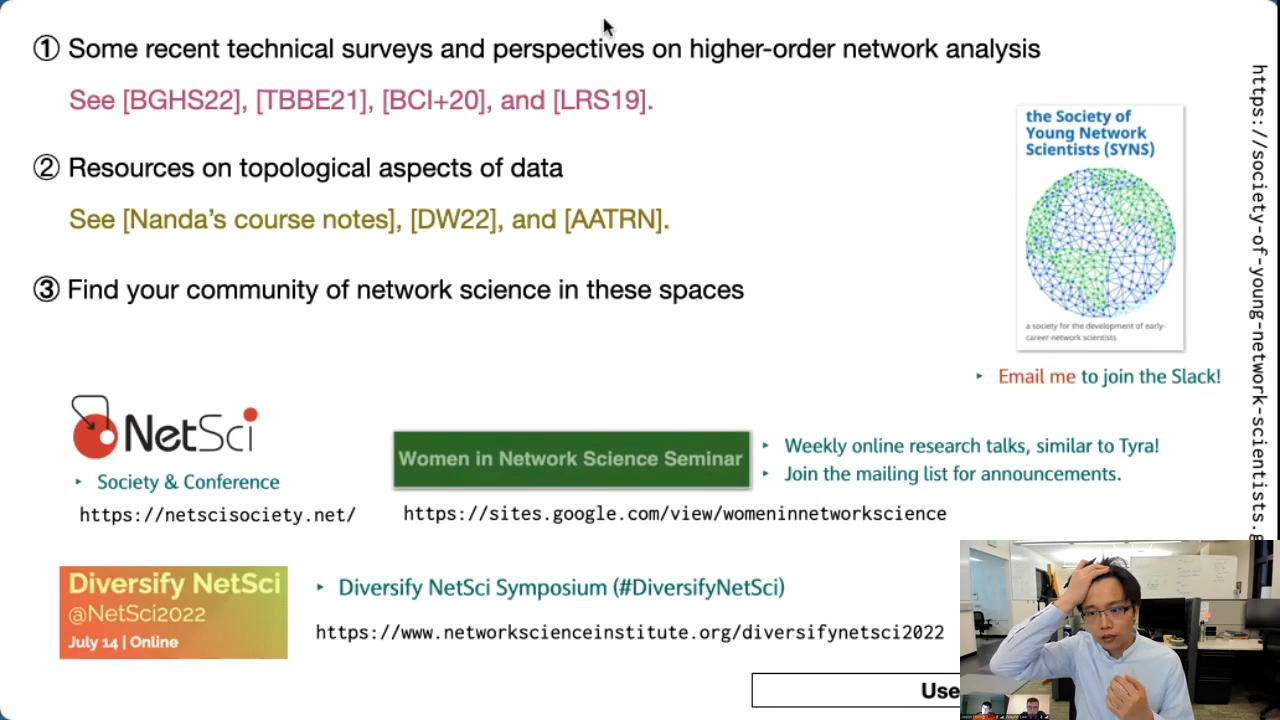 ① Some recent technical surveys and perspectives on higher-order network analysis
See [BGHS22], [TBBE21], [BCI+20], and [LRS19].
② Resources on topological aspects of data
See [Nanda's course notes], [DW22], and [AATRN].
③ Find your community of network science in these spaces
the Society of
Young Network
Scientists (SYNS)
a society for the development of early-
career network scientists
‣ Email me to join the Slack!
https://society-of-young-network-scientists.g
NetSci
‣ Society & Conference
https://netscisociety.net/
Women in Network Science Seminar
‣ Weekly online research talks, similar to Tyra!
‣ Join the mailing list for announcements.
https://sites.google.com/view/womeninnetworkscience
Diversify NetSci
@NetSci2022
July 14 | Online
‣ Diversify NetSci Symposium (#DiversifyNetSci)
https://www.networkscienceinstitute.org/diversifynetsci2022
Use